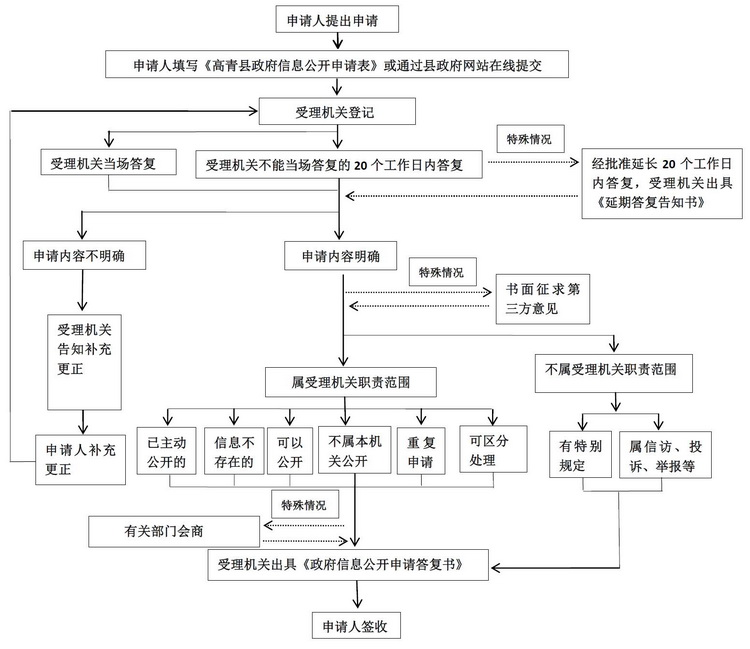 申请人提出申请
申请人填写《高青县政府信息公开申请表》或通过县政府网站在线提交
受理机关登记
受理机关当场答复
受理机关不能当场答复的 20 个工作日内答复
特殊情况
经批准延长 20 个工作日
内答复，受理机关出具
《延期答复告知书》
申请内容不明确
申请内容明确
特殊情况
书面征求第
三方意见
受理机关
告知补充
更正
属受理机关职责范围
不属受理机关职责范围
申请人补充
更正
已主动
公开的
信息不
存在的
可以
公开
不属本机
关公开
重复
申请
可区分
处理
有特别
规定
属信访、投
诉、举报等
特殊情况
有关部门会商
受理机关出具《政府信息公开申请答复书》
申请人签收